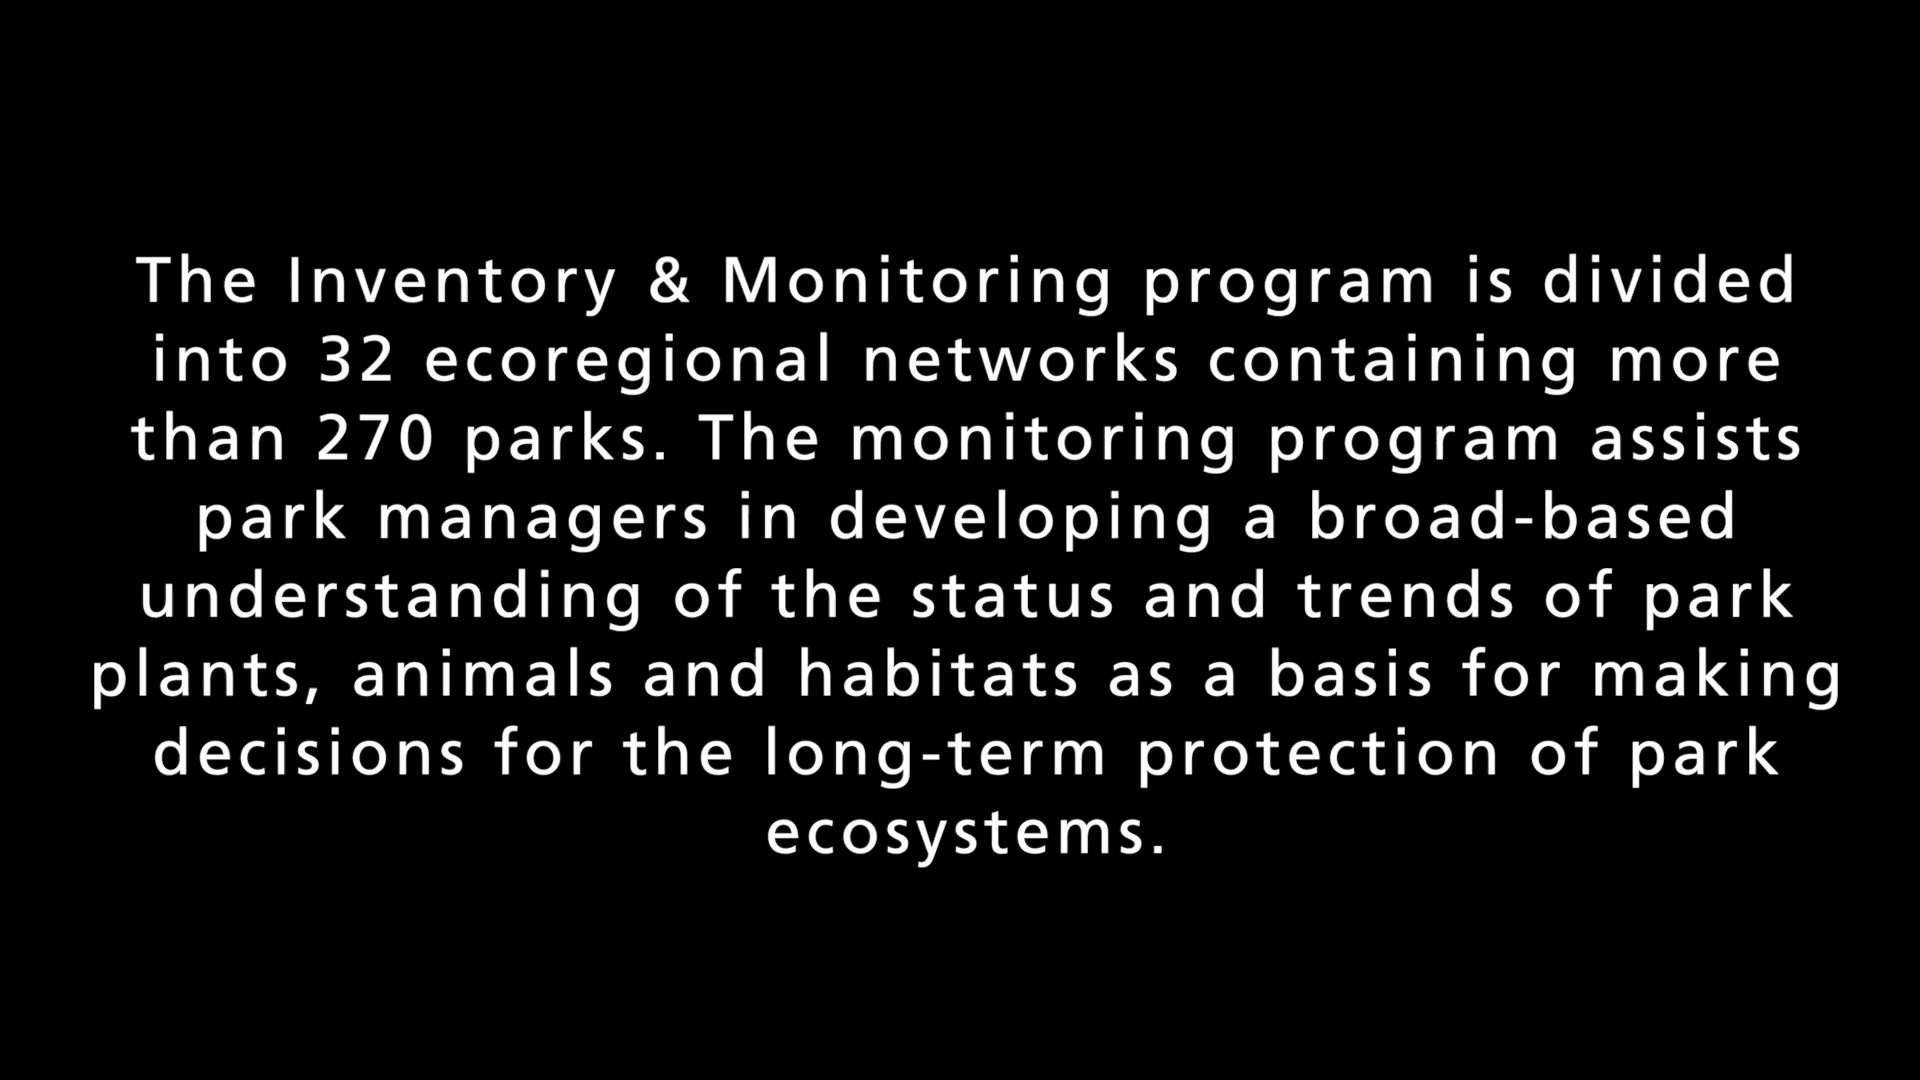 The Inventory & Monitoring program is divided
into 32 ecoregional networks containing more
than 270 parks. The monitoring program assists
park managers in developing a broad-based
understanding of the status and trends of park
plants, animals and habitats as a basis for making
decisions for the long-term protection of park
ecosystems.